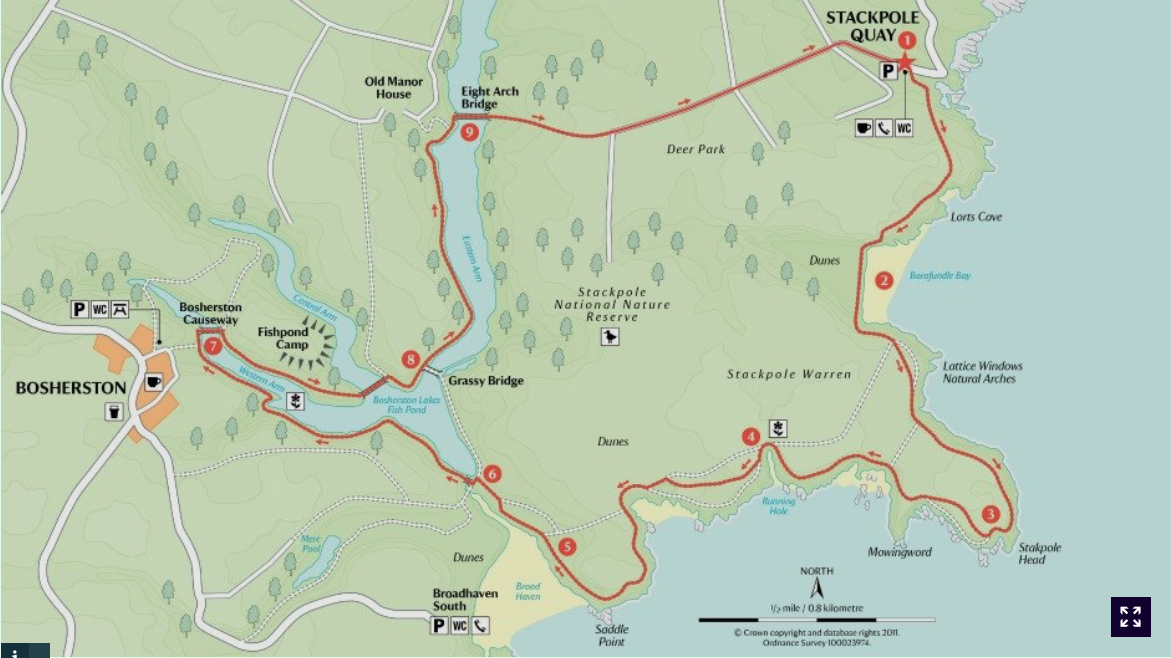 STACKPOLE
QUAY
1
P
WC
Old Manor
House
Eight Arch
Bridge
9
Deer Park
Lorts Cove
Dunes
2
Barafundle Bay
Eastern Arm
Stackpole
National Nature
Reserve
Central Arm
P WC
Bosherston
Causeway
7
Fishpond
Camp
8
Western Arm
Grassy Bridge
BOSHERSTON
Bosherston Lakes
Fish Pond
Lattice Windows
Natural Arches
Stackpole Warren
4
Dunes
6
Running
Hole
3
Mowingword
Stakpole
Head
5
Mere
Pool
Dunes
Broad
Haven
Broadhaven
South
P WC
Saddle
Point
NORTH
1/2 mile / 0.8 kilometre
© Crown copyright and database rights 2011.
Ordnance Survey 100023974.
i